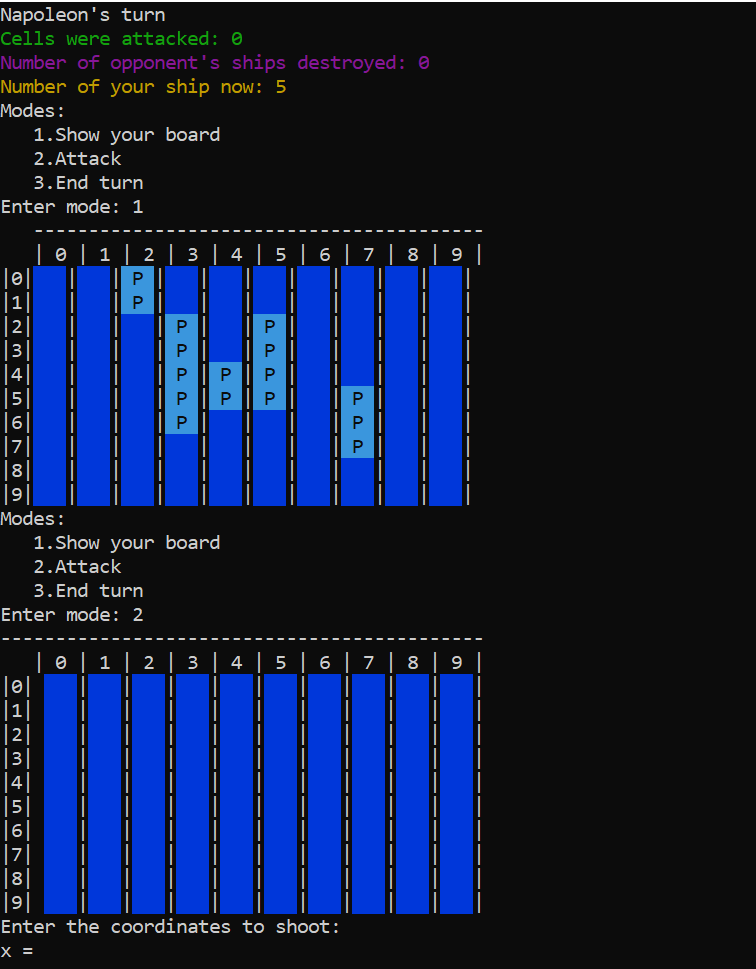 Napoleon's turn
Cells were attacked: 0
Number of opponent's ships destroyed: 0
Number of your ship now: 5
Modes:
   1.Show your board
   2.Attack
   3.End turn
Enter mode: 1
   -----------------------------------------
   | 0 | 1 | 2 | 3 | 4 | 5 | 6 | 7 | 8 | 9 |
|0|   |   | P |   |   |   |   |   |   |   |
|1|   |   | P |   |   |   |   |   |   |   |
|2|   |   |   | P |   | P |   |   |   |   |
|3|   |   |   | P |   | P |   |   |   |   |
|4|   |   |   | P | P | P |   |   |   |   |
|5|   |   |   | P | P | P |   | P |   |   |
|6|   |   |   | P |   |   |   | P |   |   |
|7|   |   |   |   |   |   |   | P |   |   |
|8|   |   |   |   |   |   |   |   |   |   |
|9|   |   |   |   |   |   |   |   |   |   |
Modes:
   1.Show your board
   2.Attack
   3.End turn
Enter mode: 2
--------------------------------------------
   | 0 | 1 | 2 | 3 | 4 | 5 | 6 | 7 | 8 | 9 |
|0|    |   |   |   |   |   |   |   |   |   |
|1|    |   |   |   |   |   |   |   |   |   |
|2|    |   |   |   |   |   |   |   |   |   |
|3|    |   |   |   |   |   |   |   |   |   |
|4|    |   |   |   |   |   |   |   |   |   |
|5|    |   |   |   |   |   |   |   |   |   |
|6|    |   |   |   |   |   |   |   |   |   |
|7|    |   |   |   |   |   |   |   |   |   |
|8|    |   |   |   |   |   |   |   |   |   |
|9|    |   |   |   |   |   |   |   |   |   |
Enter the coordinates to shoot:
x =